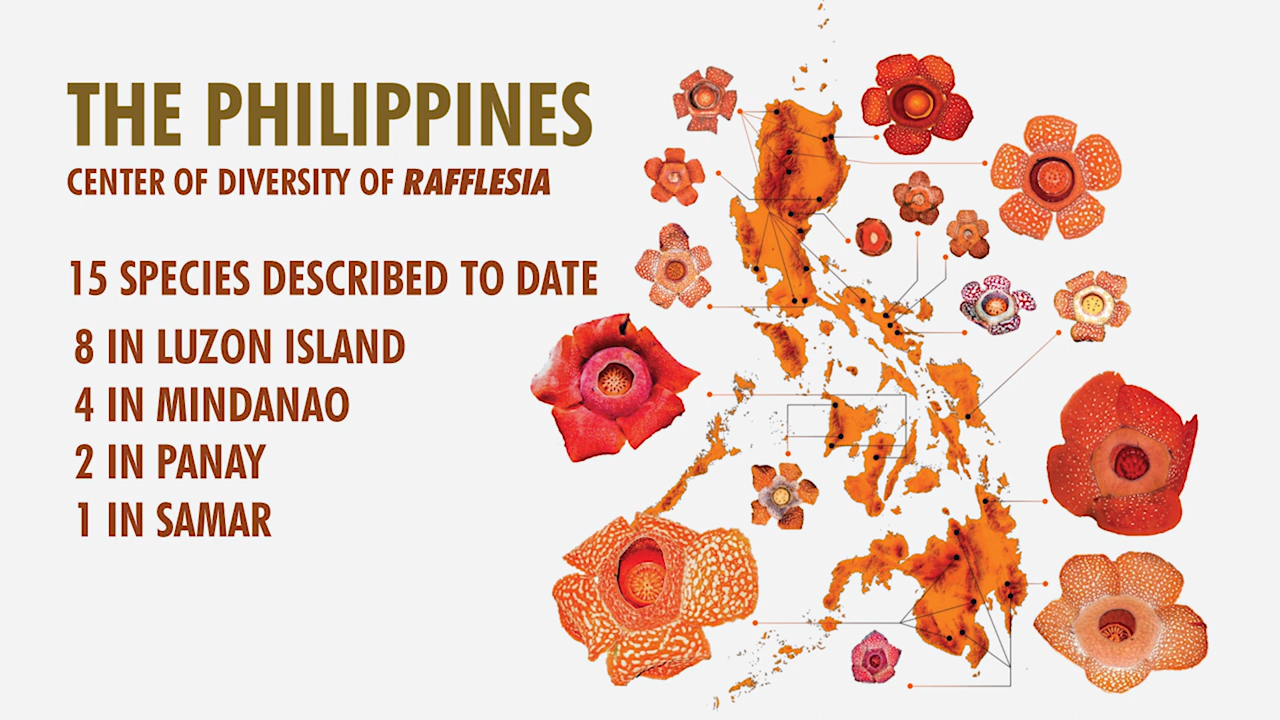 THE PHILIPPINES
CENTER OF DIVERSITY OF RAFFLESIA
15 SPECIES DESCRIBED TO DATE
8 IN LUZON ISLAND
4 IN MINDANAO
2 IN PANAY
1 IN SAMAR